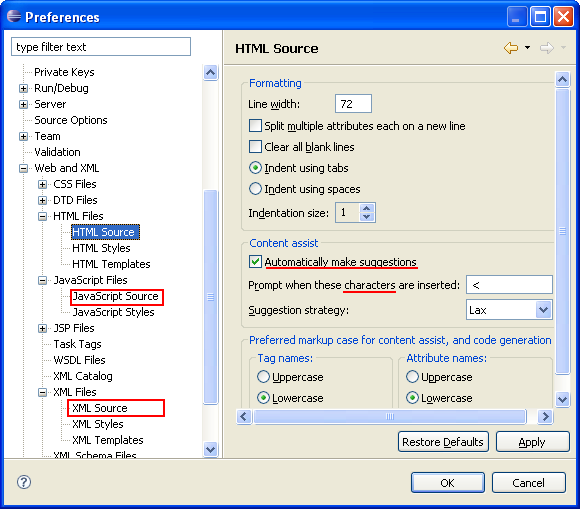 Preferences
type filter text
Private Keys
Run/Debug
Server
Source Options
Team
Validation
Web and XML
CSS Files
DTD Files
HTML Files
HTML Source
HTML Styles
HTML Templates
JavaScript Files
JavaScript Source
JavaScript Styles
JSP Files
Task Tags
WSDL Files
XML Catalog
XML Files
XML Source
XML Styles
XML Templates
XML Schema Files
HTML Source
Formatting
Line width: 72
Split multiple attributes each on a new line
Clear all blank lines
Indent using tabs
Indent using spaces
Indentation size: 1
Content assist
Automatically make suggestions
Prompt when these characters are inserted: <
Suggestion strategy: Lax
Preferred markup case for content assist, and code generation
Tag names: Attribute names:
Uppercase Uppercase
Lowercase Lowercase
Restore Defaults Apply
? OK Cancel